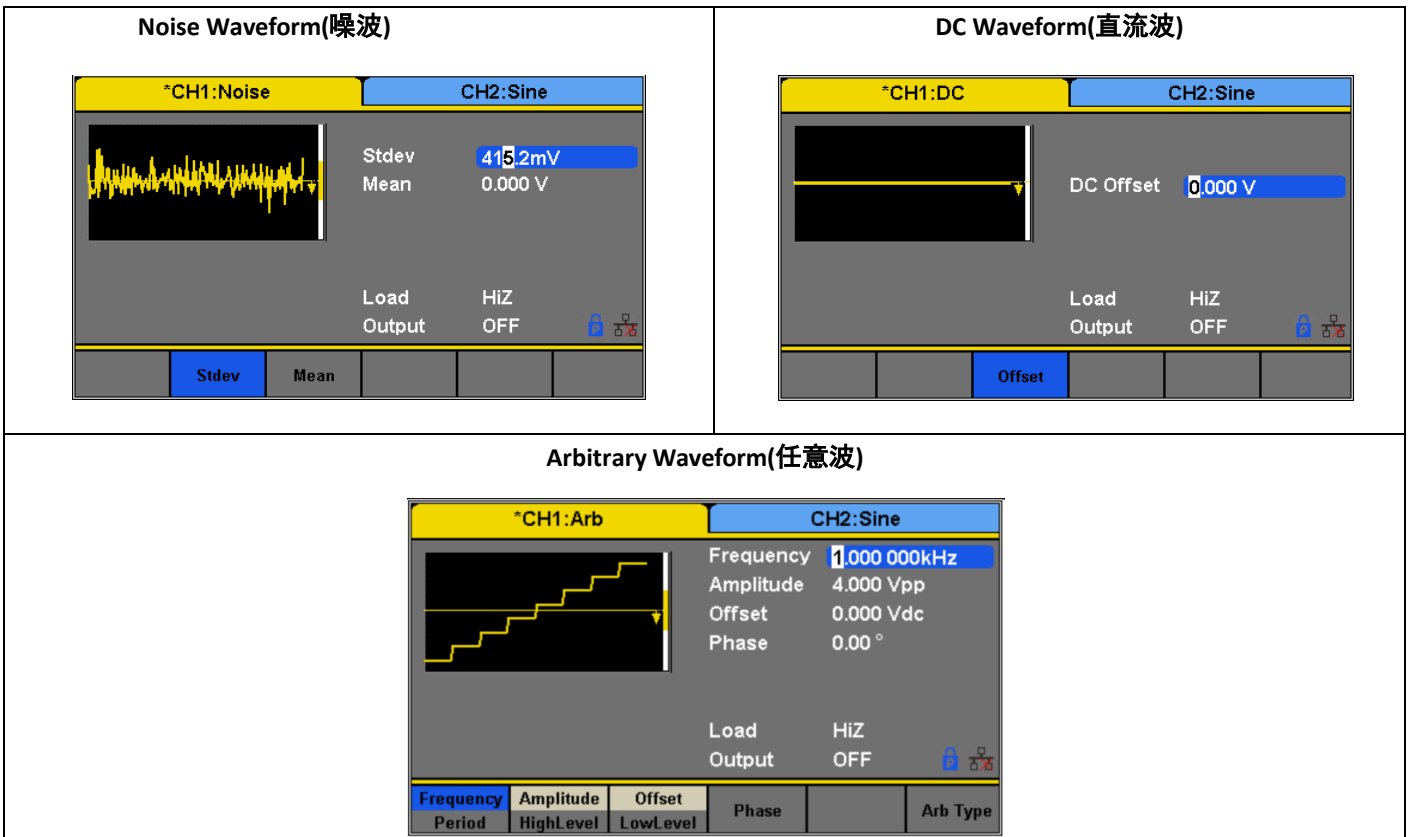 Noise Waveform(噪波)
*CH1:Noise CH2:Sine
Stdev 415.2mV
Mean 0.000 V
Load HiZ
Output OFF
P
Stdev Mean
DC Waveform(直流波)
*CH1:DC CH2:Sine
DC Offset 0.000 V
Load HiZ
Output OFF
P
Offset
Arbitrary Waveform(任意波)
*CH1:Arb CH2:Sine
Frequency 1.000 000kHz
Amplitude 4.000 Vpp
Offset 0.000 Vdc
Phase 0.00 °
Load HiZ
Output OFF
P
Frequency Amplitude Offset Phase Arb Type
Period HighLevel LowLevel